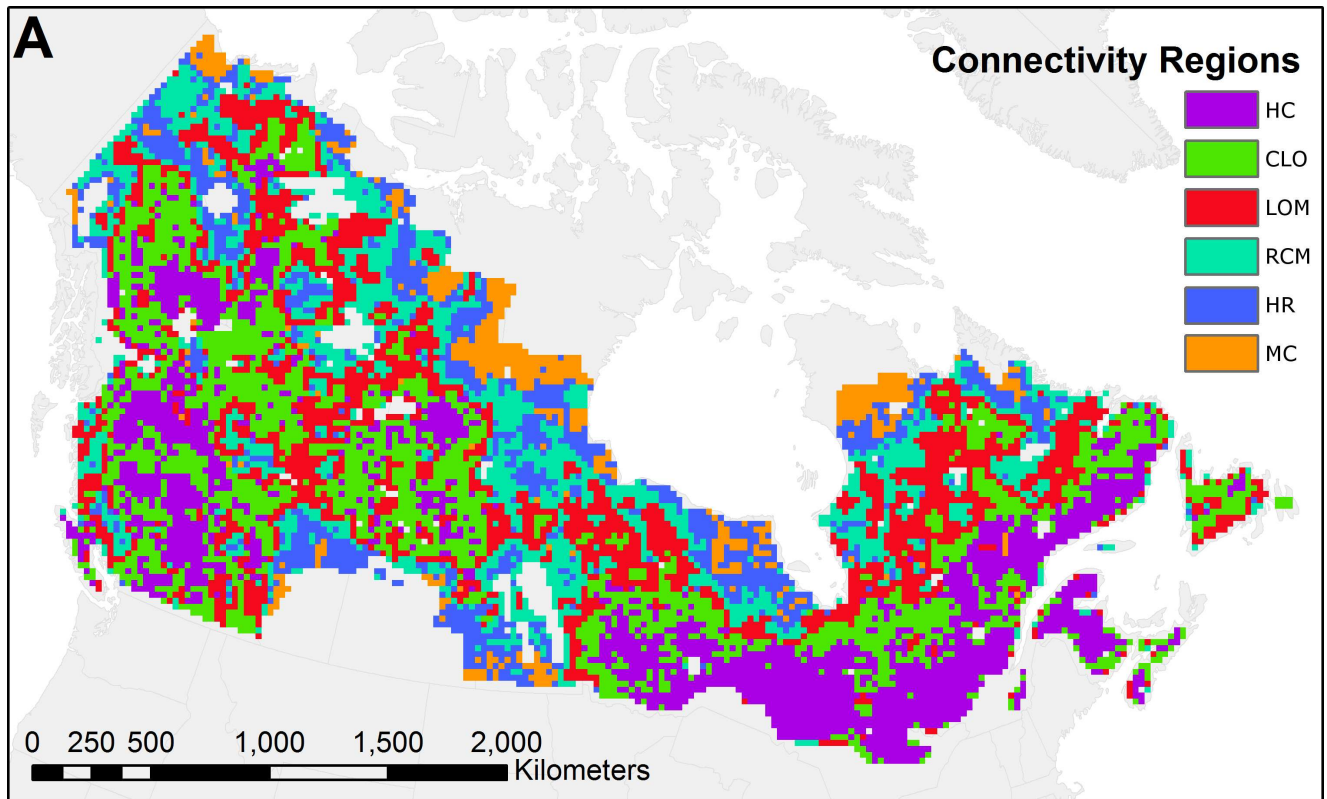 A
Connectivity Regions
HC
CLO
LOM
RCM
HR
MC
0 250 500 1,000 1,500 2,000
Kilometers